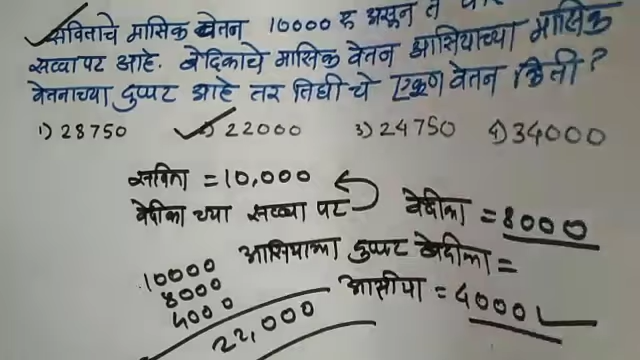 सविताचे मासिक वेतन 10000 रु असून ते
सव्वापट आहे. वेदिकाचे मासिक वेतन आसियाच्या मासिक
वेतनाच्या दुप्पट आहे तर तिघींचे एकूण वेतन किती?
1) 28750 2) 22000 3) 24750 4) 34000
सविता = 10,000
वेदीका च्या सव्वा पट वेदीका = 8000
आसियाच्या दुप्पट वेदीका =
10000
8000 आसीया = 4000
4000
22,000